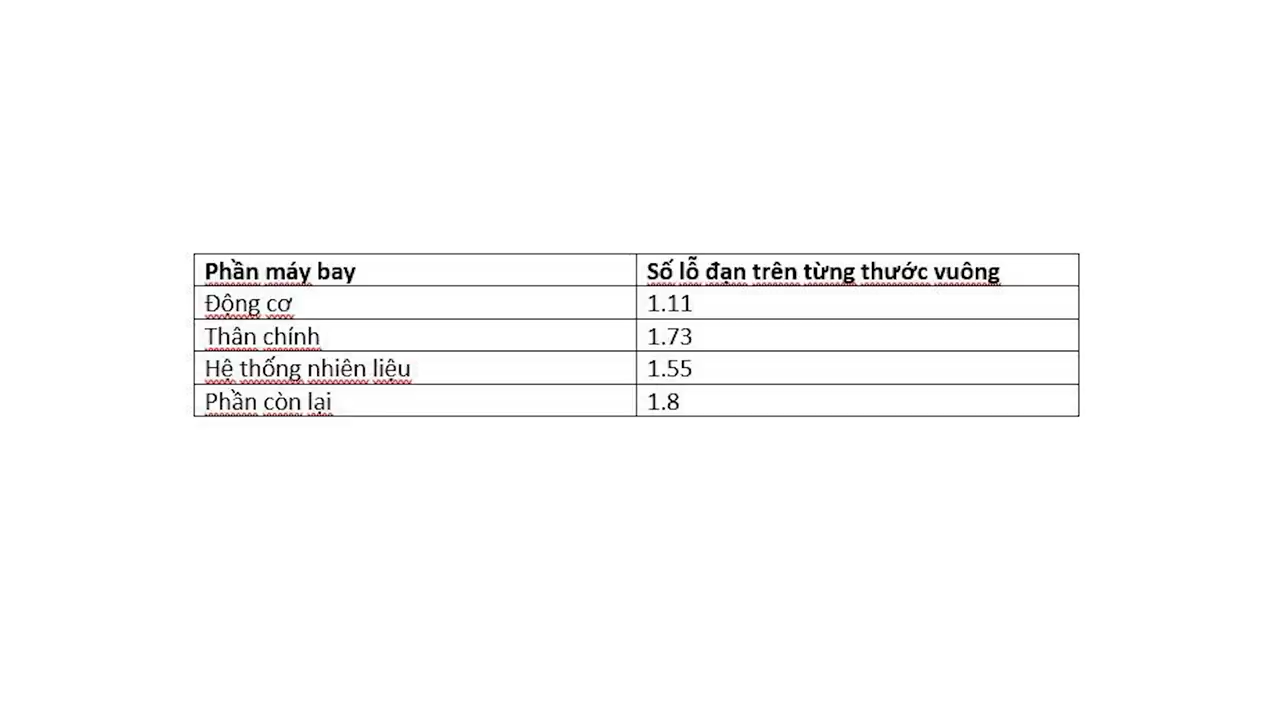 Phần máy bay Số lỗ đạn trên từng thước vuông
Động cơ 1.11
Thân chính 1.73
Hệ thống nhiên liệu 1.55
Phần còn lại 1.8